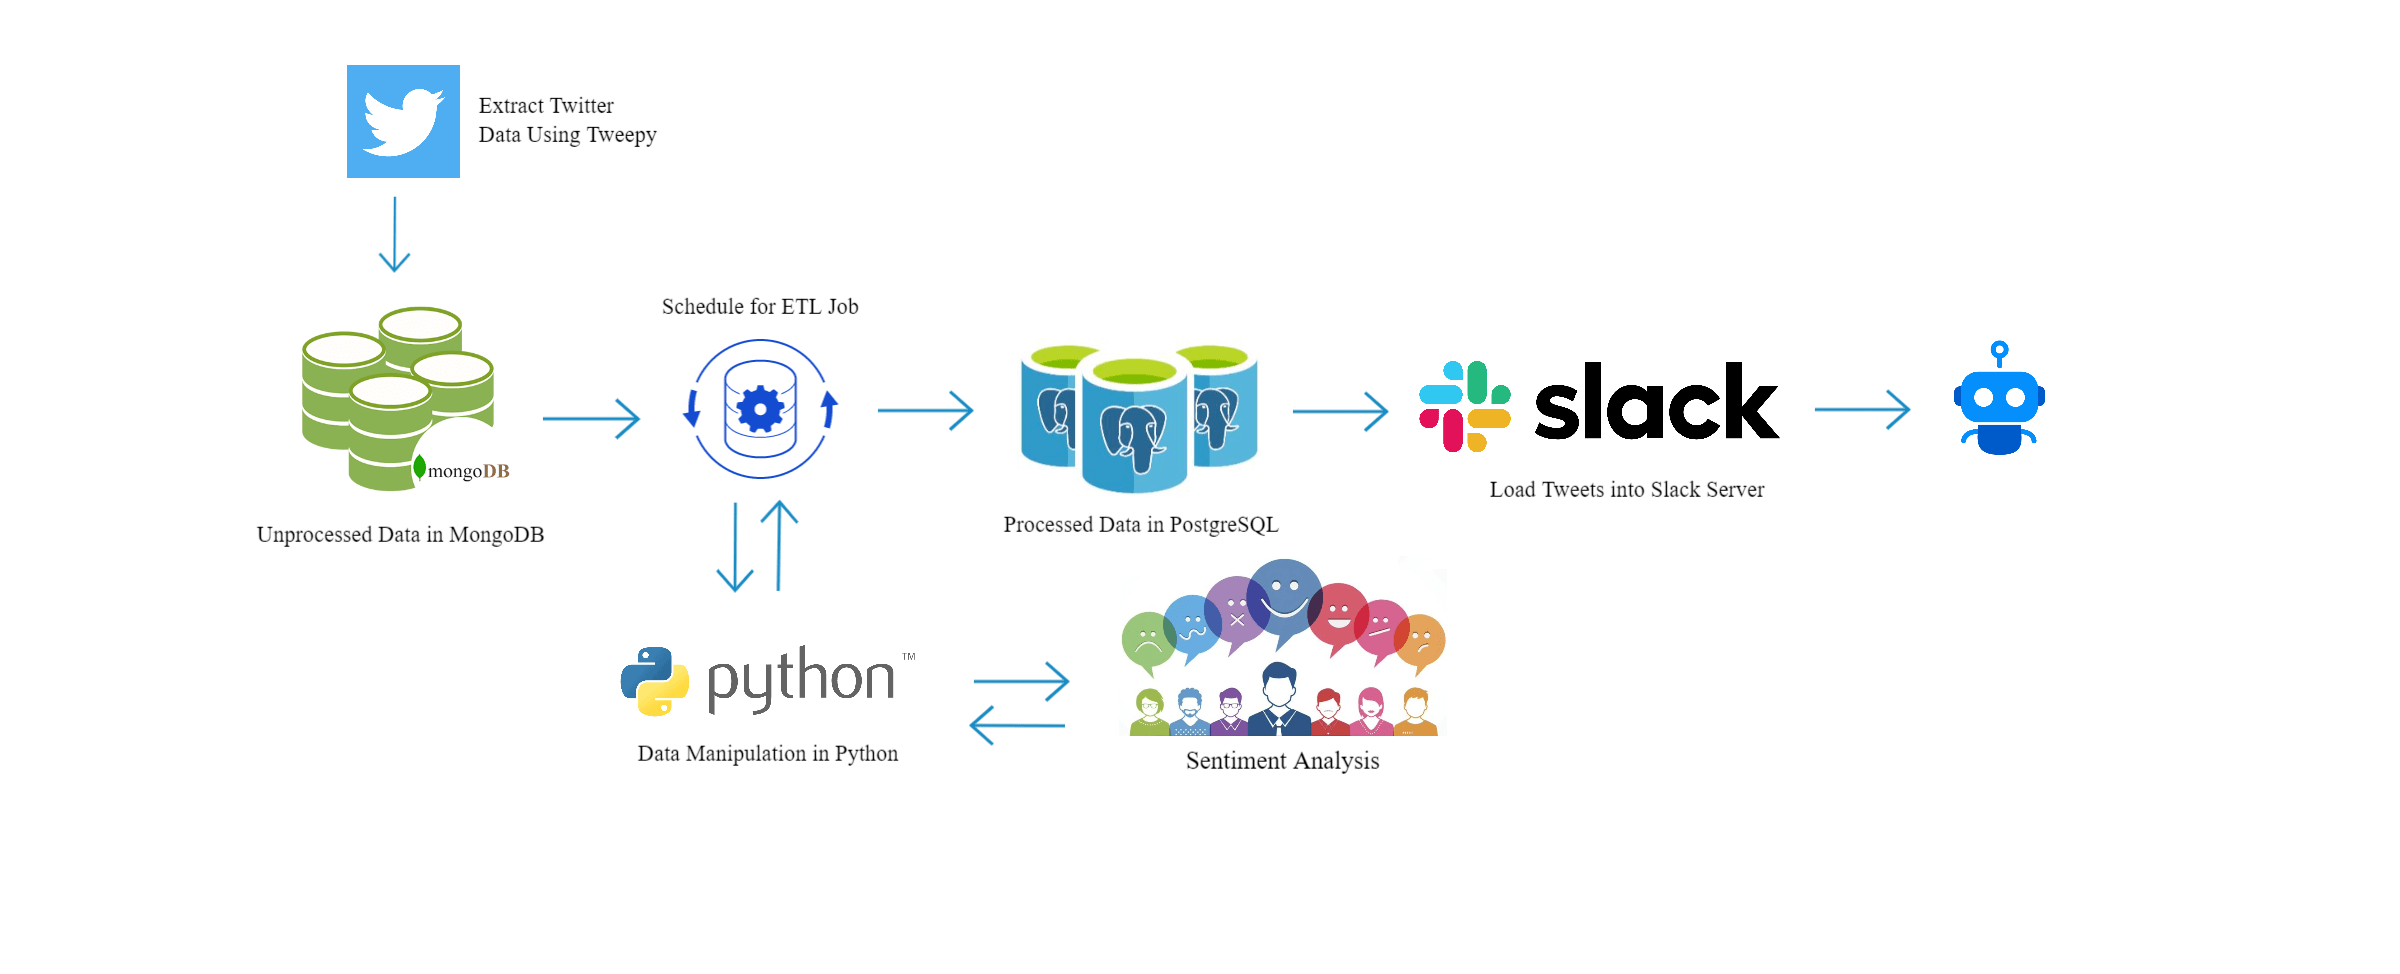 Extract Twitter
Data Using Tweepy
Schedule for ETL Job
mongoDB
Unprocessed Data in MongoDB
Processed Data in PostgreSQL
slack
Load Tweets into Slack Server
python™
Data Manipulation in Python
Sentiment Analysis